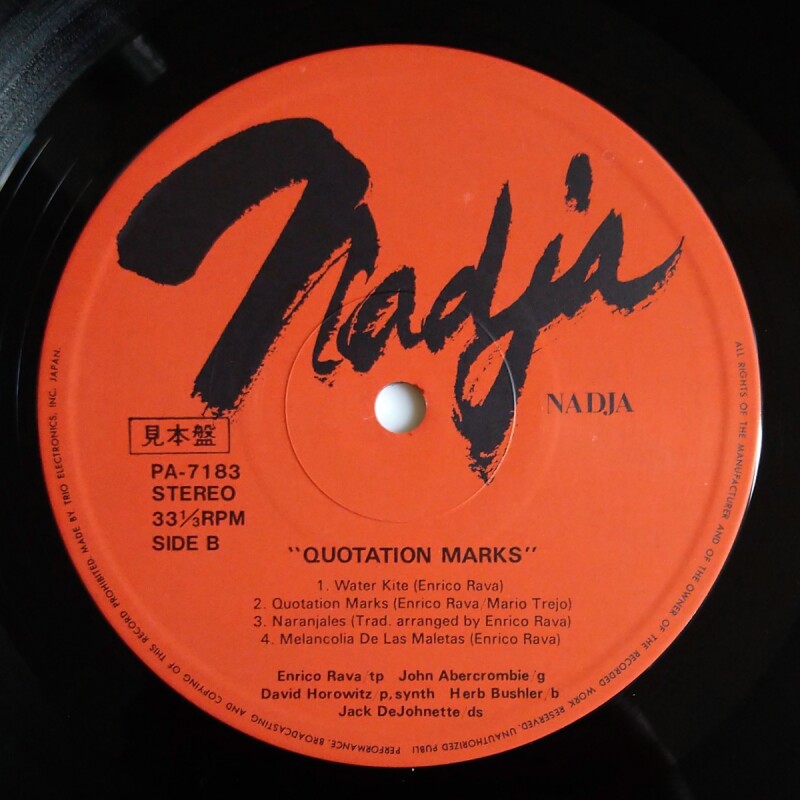 Nadja
NADJA
見本盤
PA-7183
STEREO
33⅓RPM
SIDE B
"QUOTATION MARKS"
1. Water Kite (Enrico Rava)
2. Quotation Marks (Enrico Rava/Mario Trejo)
3. Naranjales (Trad. arranged by Enrico Rava)
4. Melancolia De Las Maletas (Enrico Rava)
Enrico Rava/tp John Abercrombie/g
David Horowitz/p, synth Herb Bushler/b
Jack DeJohnette/ds
ALL RIGHTS OF THE MANUFACTURER AND OF THE OWNER OF THE RECORDED WORK RESERVED. UNAUTHORIZED PUBLI PERFORMANCE, BROADCASTING AND COPYING OF THIS RECORD PROHIBITED. MADE BY TRIO ELECTRONICS, INC. JAPAN.